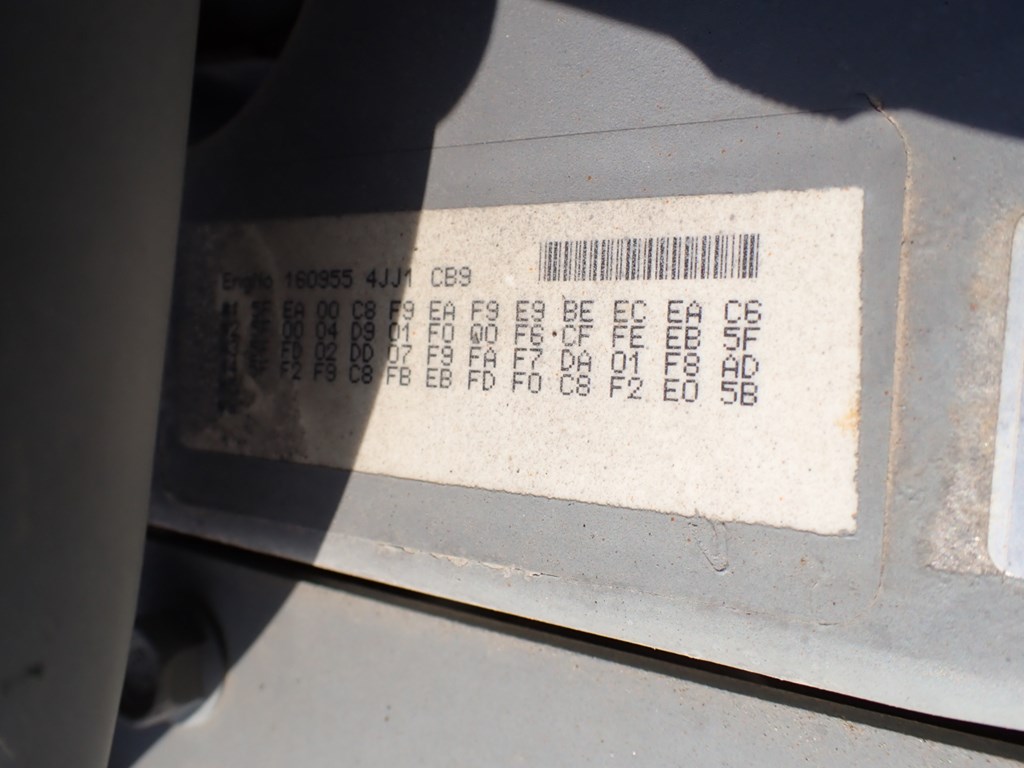 EngNo 160955 4JJ1 CB9
EA 00 C8 F9 EA F9 E9 BE EC EA C6
00 04 D9 01 F0 00 F6 CF FE EB 5F
FD 02 DD 07 F9 FA F7 DA 01 F8 AD
F2 F9 C8 FB EB FD F0 C8 F2 E0 5B